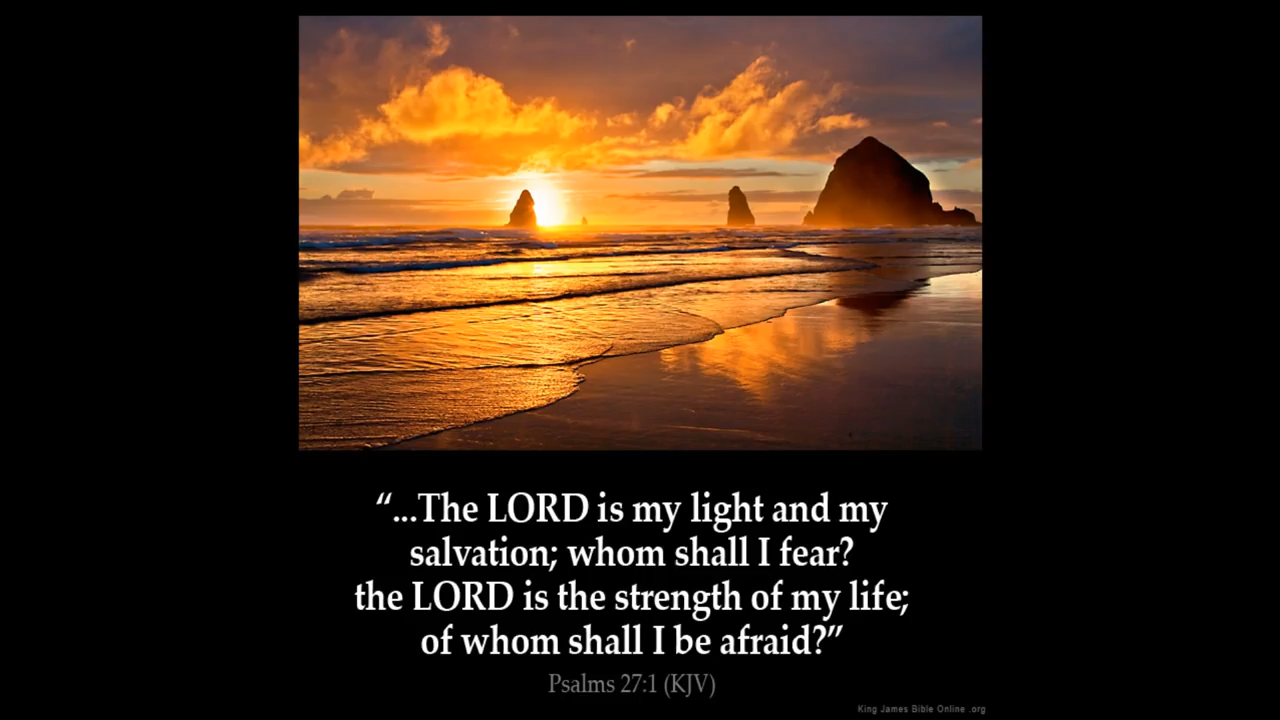 “...The LORD is my light and my
salvation; whom shall I fear?
the LORD is the strength of my life;
of whom shall I be afraid?”
Psalms 27:1 (KJV)
King James Bible Online .org